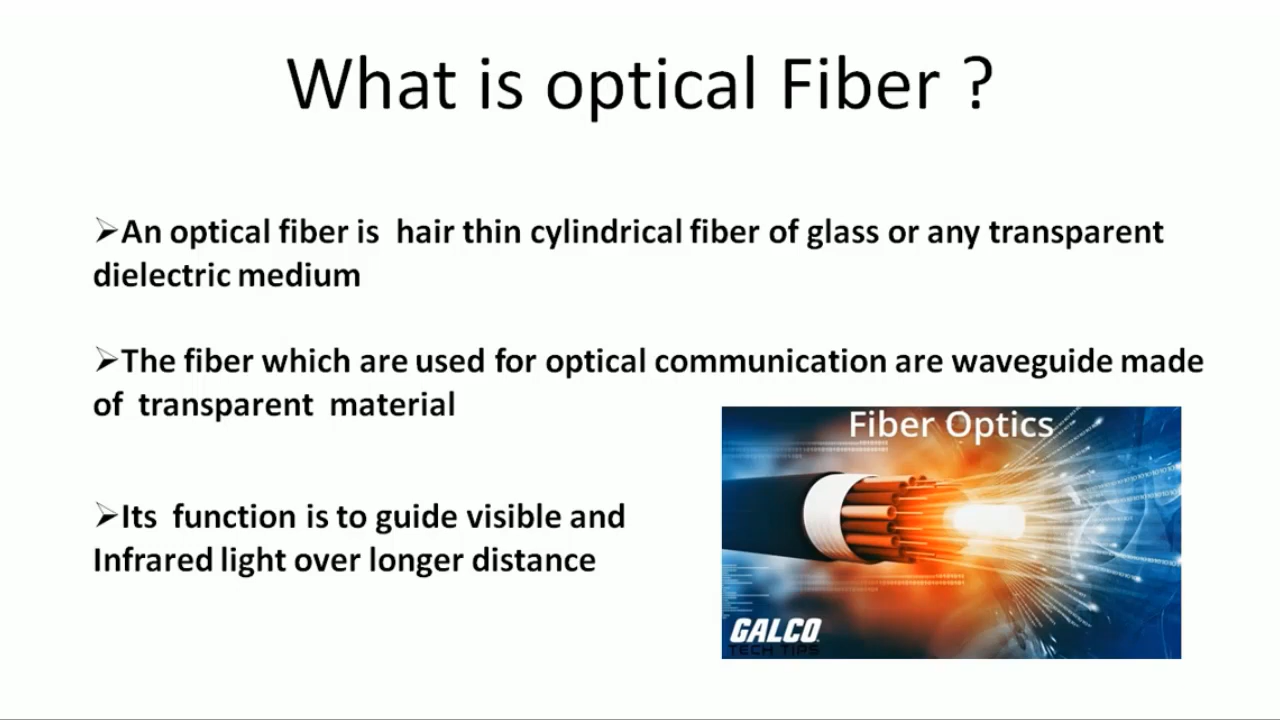 What is optical Fiber ?
➢An optical fiber is hair thin cylindrical fiber of glass or any transparent
dielectric medium
➢The fiber which are used for optical communication are waveguide made
of transparent material
Fiber Optics
➢Its function is to guide visible and
Infrared light over longer distance
GALCO
TECH TIPS